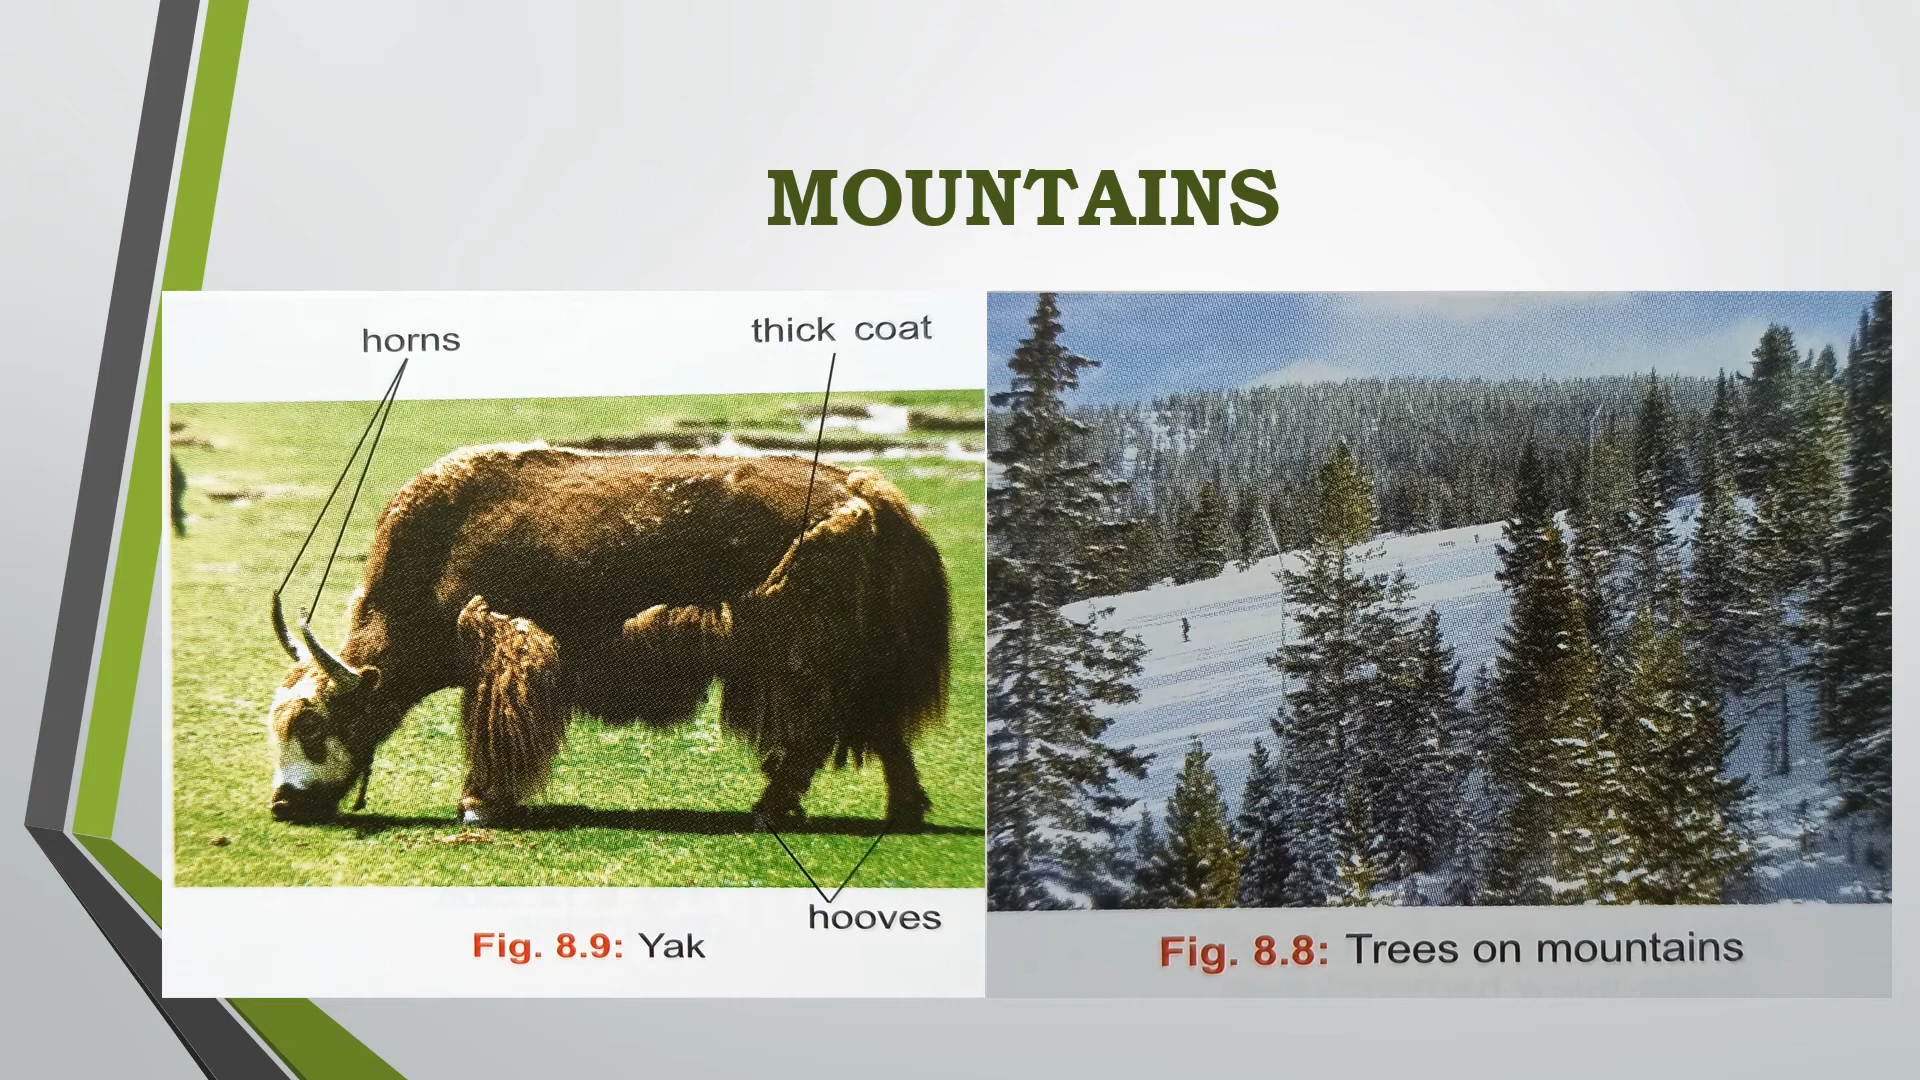 MOUNTAINS
horns
thick coat
hooves
Fig. 8.9: Yak
Fig. 8.8: Trees on mountains